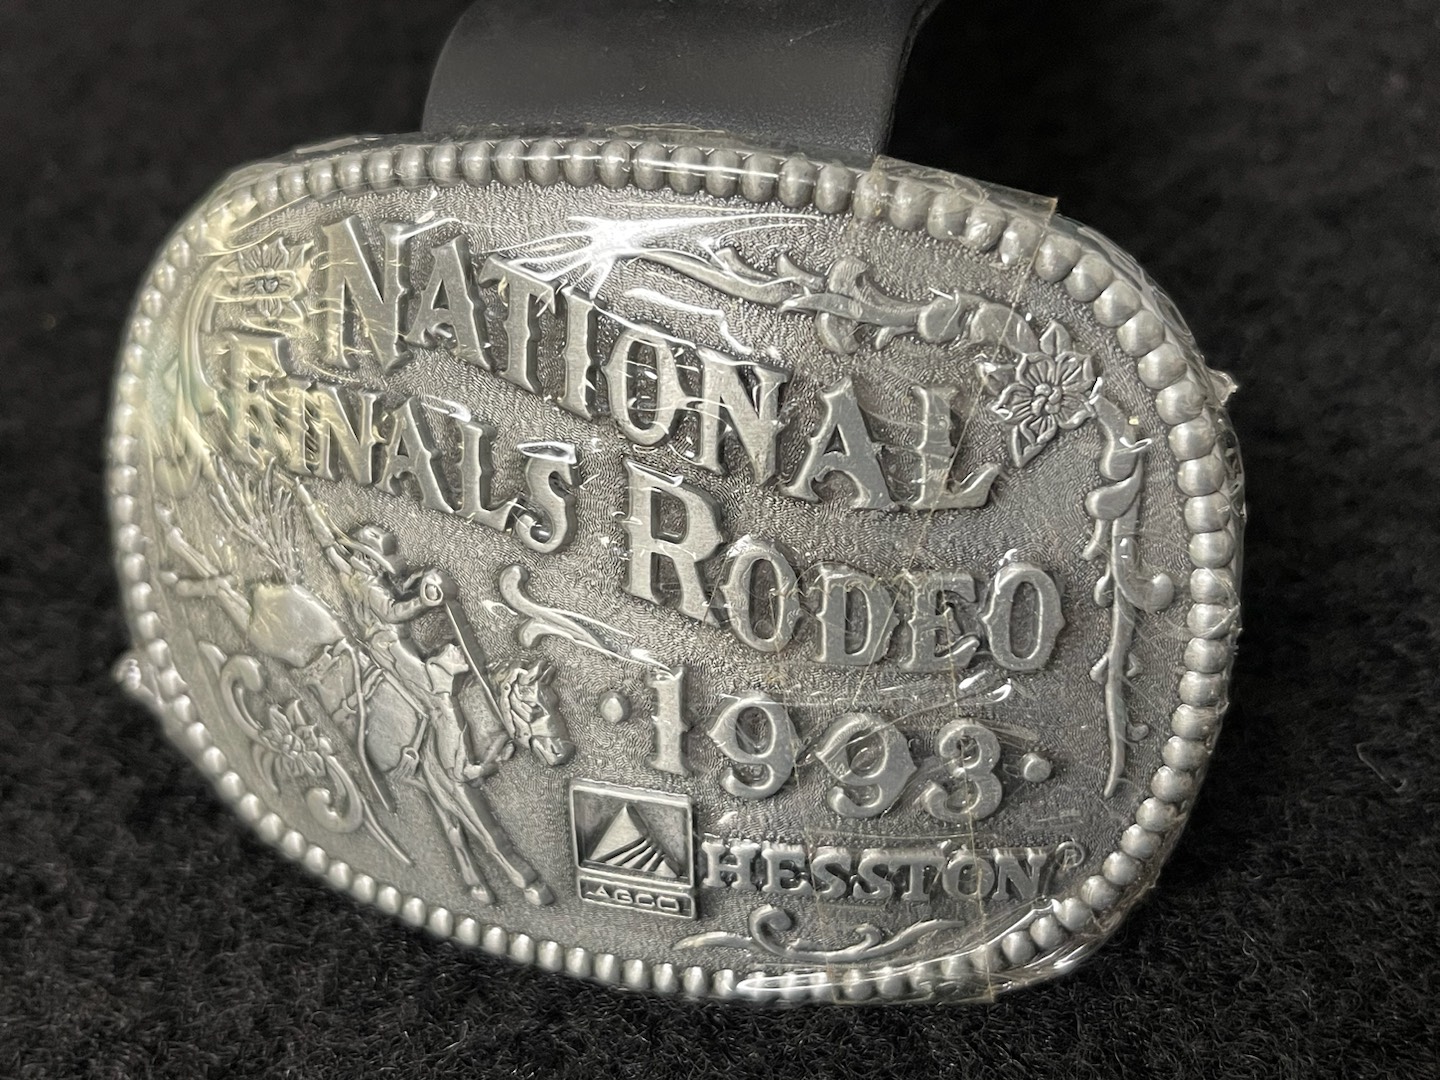 NATIONAL
FINALS RODEO
·1993·
AGCO
HESSTON®